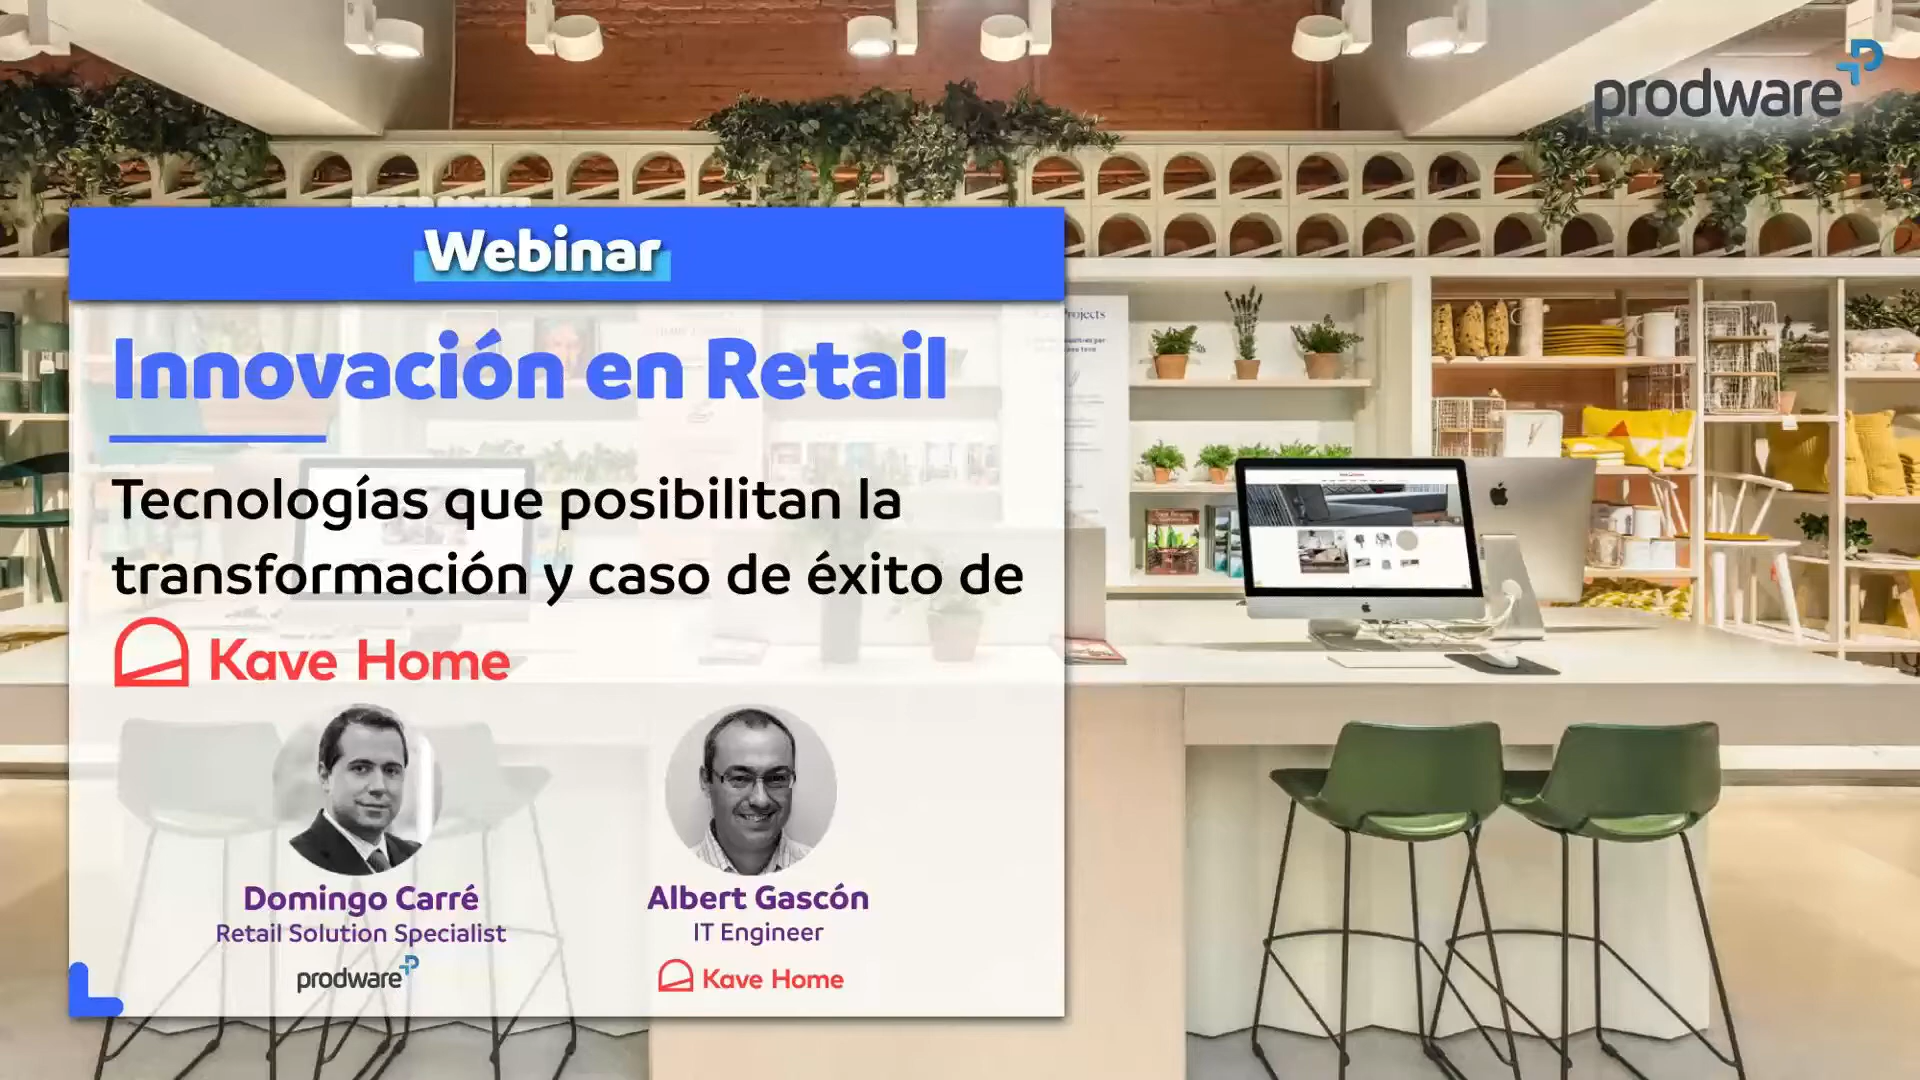 prodware
Webinar
Innovación en Retail
Tecnologías que posibilitan la
transformación y caso de éxito de
Kave Home
Domingo Carré
Retail Solution Specialist
prodware
Albert Gascón
IT Engineer
Kave Home
Projects